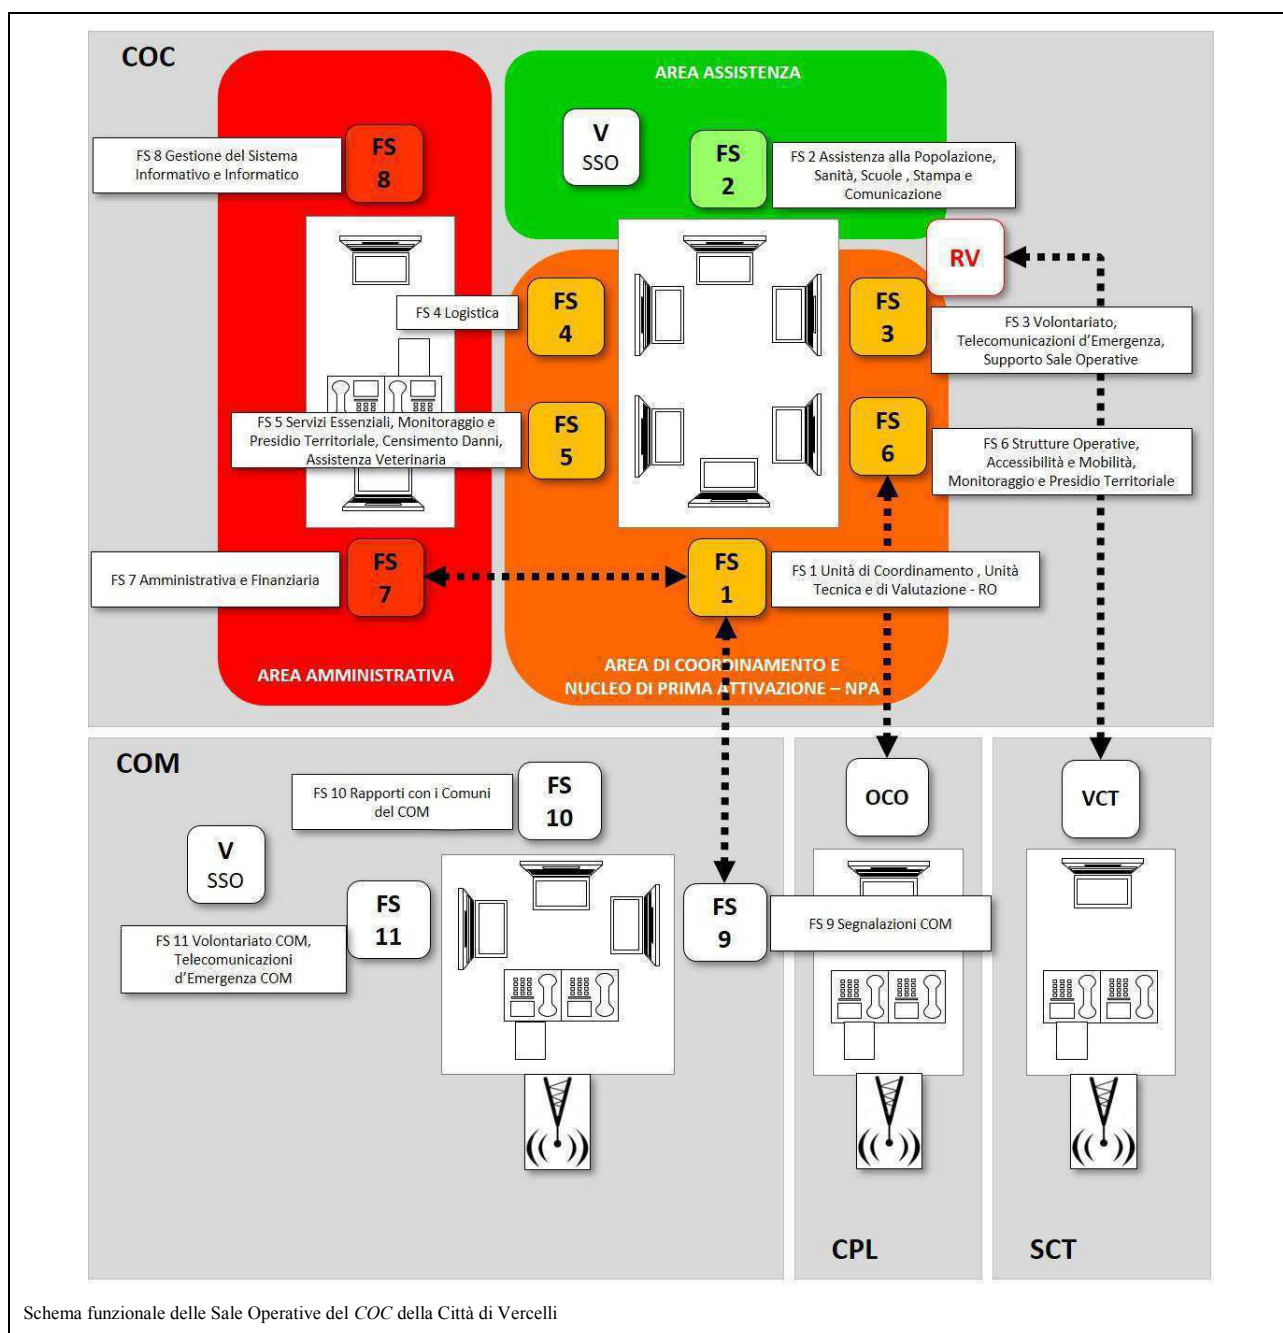 COC
AREA ASSISTENZA
V
SSO
FS
8
FS 8 Gestione del Sistema
Informativo e Informatico
FS
2
FS 2 Assistenza alla Popolazione,
Sanità, Scuole , Stampa e
Comunicazione
RV
FS 4 Logistica
FS
4
FS
3
FS 3 Volontariato,
Telecomunicazioni d'Emergenza,
Supporto Sale Operative
FS 5 Servizi Essenziali, Monitoraggio e
Presidio Territoriale, Censimento Danni,
Assistenza Veterinaria
FS
5
FS
6
FS 6 Strutture Operative,
Accessibilità e Mobilità,
Monitoraggio e Presidio Territoriale
FS 7 Amministrativa e Finanziaria
FS
7
FS
1
FS 1 Unità di Coordinamento , Unità
Tecnica e di Valutazione - RO
AREA AMMINISTRATIVA
AREA DI COORDINAMENTO E
NUCLEO DI PRIMA ATTIVAZIONE – NPA
COM
FS 10 Rapporti con i Comuni
del COM
FS
10
OCO
VCT
V
SSO
FS
11
FS 11 Volontariato COM,
Telecomunicazioni
d'Emergenza COM
FS
9
FS 9 Segnalazioni COM
CPL
SCT
Schema funzionale delle Sale Operative del COC della Città di Vercelli